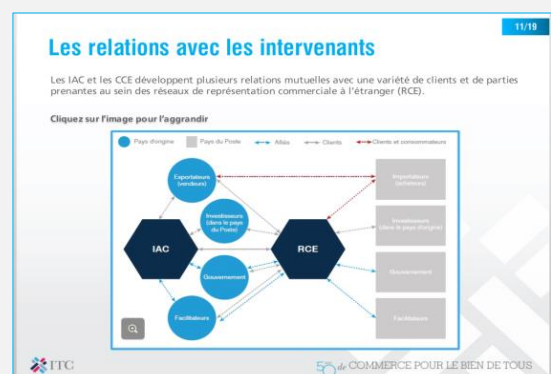 11/19
Les relations avec les intervenants
Les IAC et les CCE développent plusieurs relations mutuelles avec une variété de clients et de parties
prenantes au sein des réseaux de représentation commerciale à l'étranger (RCE).
Cliquez sur l'image pour l'aggrandir
Pays d'origine
Pays du Poste
Alliés
Clients
Clients et consommateurs
Exportateurs
(vendeurs)
Importateurs
(acheteurs)
Investisseurs
(dans le pays
du Poste)
Investisseurs
(dans le pays d'origine)
IAC
RCE
Gouvernement
Gouvernement
Facilitateurs
Facilitateurs
ITC
de COMMERCE POUR LE BIEN DE TOUS